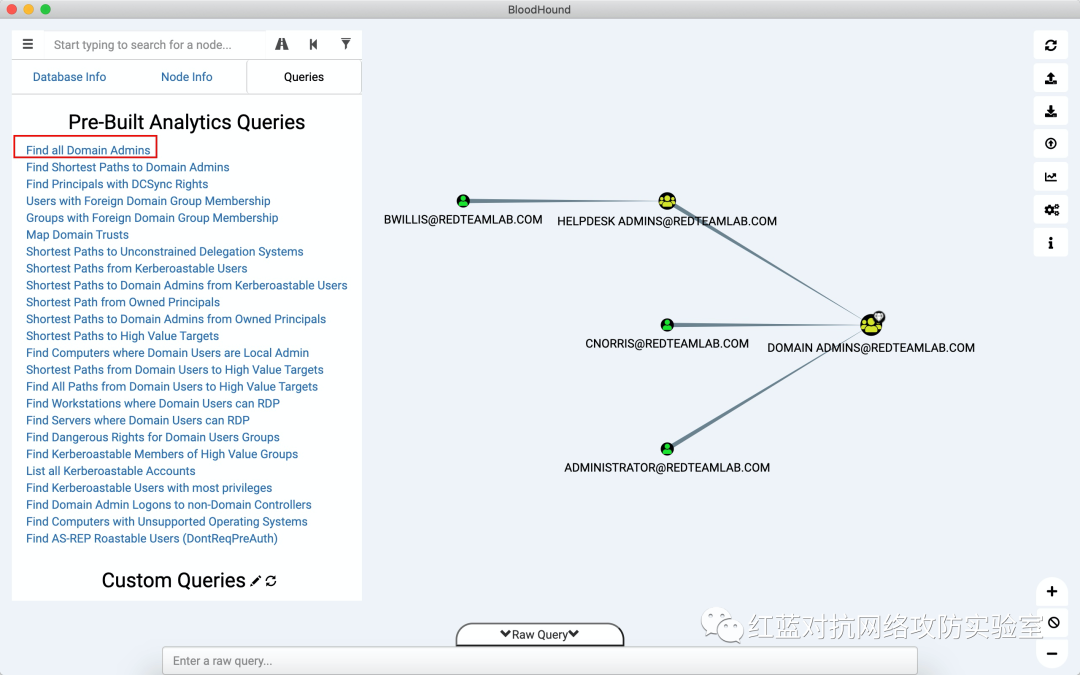 BloodHound
Start typing to search for a node...
Database Info
Node Info
Queries
Pre-Built Analytics Queries
Find all Domain Admins
Find Shortest Paths to Domain Admins
Find Principals with DCSync Rights
Users with Foreign Domain Group Membership
Groups with Foreign Domain Group Membership
Map Domain Trusts
Shortest Paths to Unconstrained Delegation Systems
Shortest Paths from Kerberoastable Users
Shortest Paths to Domain Admins from Kerberoastable Users
Shortest Path from Owned Principals
Shortest Paths to Domain Admins from Owned Principals
Shortest Paths to High Value Targets
Find Computers where Domain Users are Local Admin
Shortest Paths from Domain Users to High Value Targets
Find All Paths from Domain Users to High Value Targets
Find Workstations where Domain Users can RDP
Find Servers where Domain Users can RDP
Find Dangerous Rights for Domain Users Groups
Find Kerberoastable Members of High Value Groups
List all Kerberoastable Accounts
Find Kerberoastable Users with most privileges
Find Domain Admin Logons to non-Domain Controllers
Find Computers with Unsupported Operating Systems
Find AS-REP Roastable Users (DontReqPreAuth)
Custom Queries
BWILLIS@REDTEAMLAB.COM
HELPDESK ADMINS@REDTEAMLAB.COM
CNORRIS@REDTEAMLAB.COM
DOMAIN ADMINS@REDTEAMLAB.COM
ADMINISTRATOR@REDTEAMLAB.COM
红蓝对抗网络攻防实验室
Raw Query
Enter a raw query...